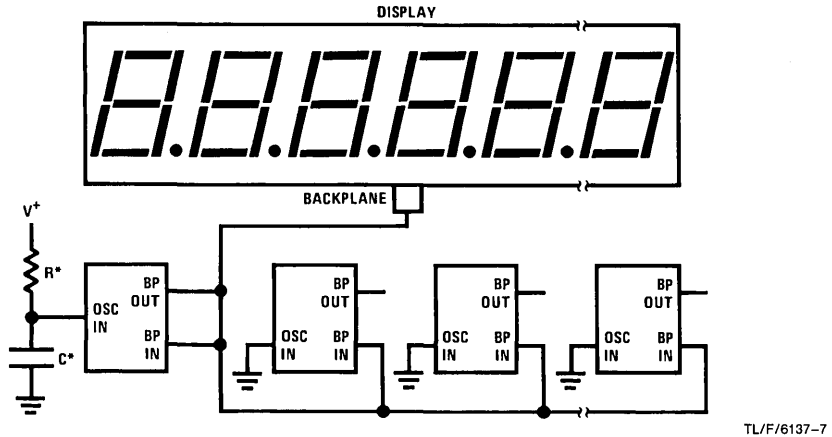 DISPLAY
BACKPLANE
V+
R*
C*
OSC
IN
BP
OUT
BP
IN
BP
OUT
OSC
IN
BP
IN
BP
OUT
OSC
IN
BP
IN
BP
OUT
OSC
IN
BP
IN
TL/F/6137–7